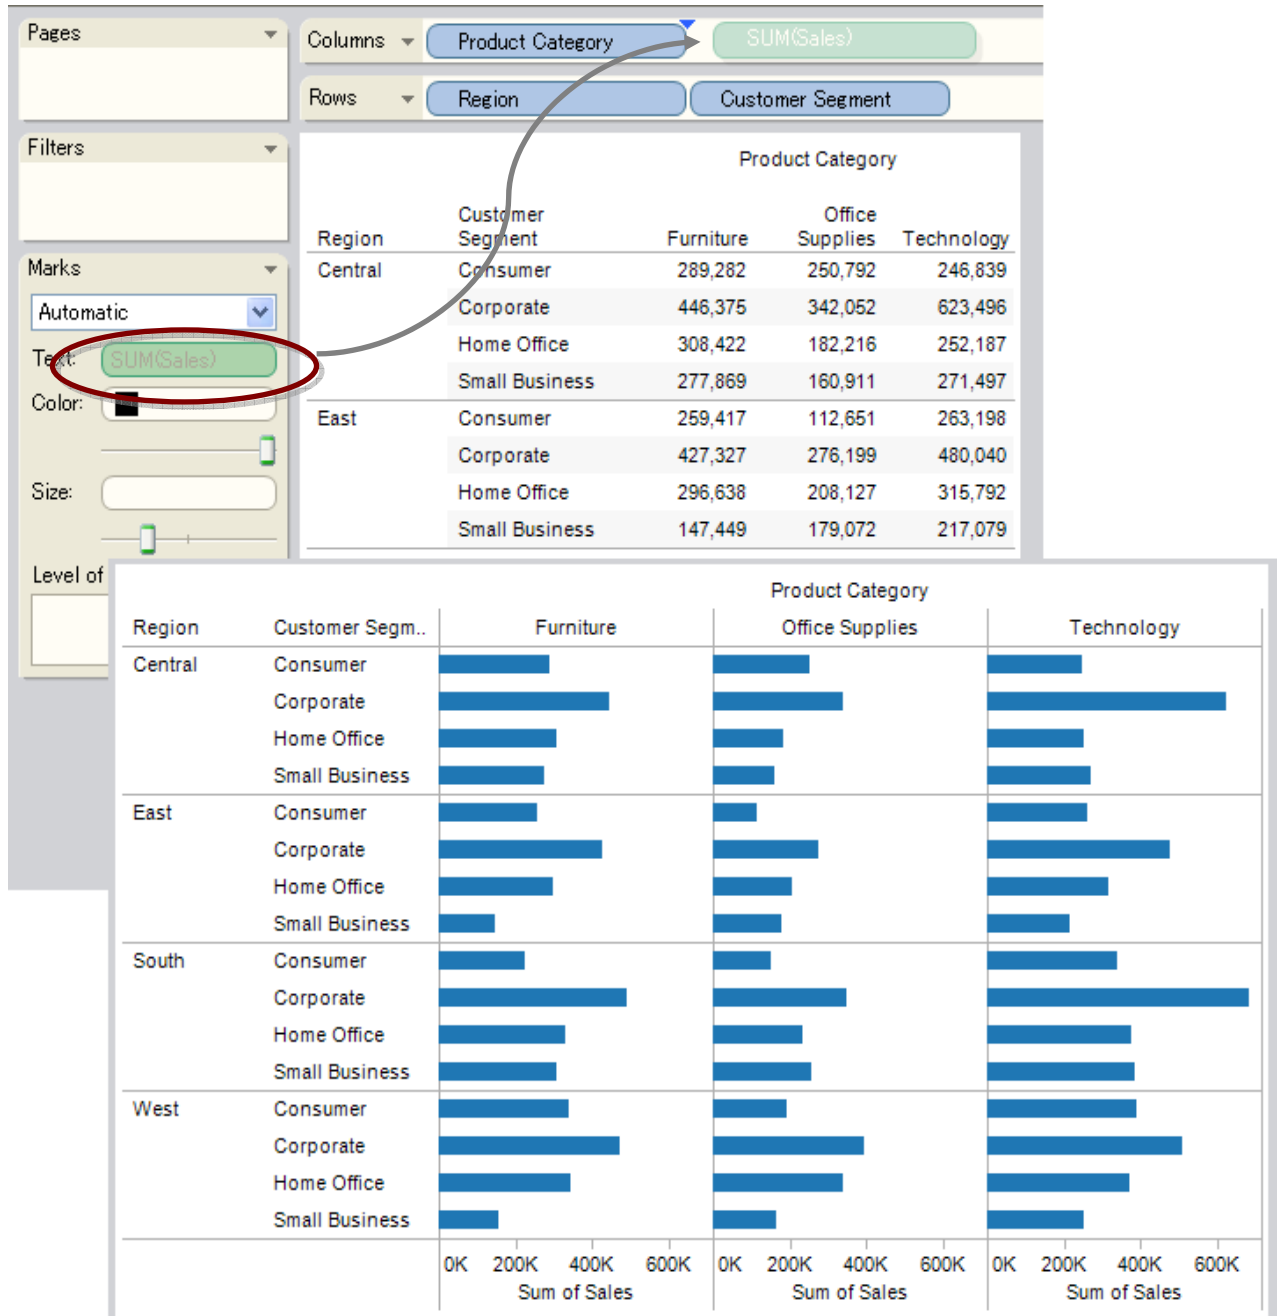 Pages
Columns Product Category SUM(Sales)
Rows Region Customer Segment
Filters
Marks
Automatic
Text: SUM(Sales)
Color:
Size:
Level of
Product Category
Region Customer Segment Furniture Office Supplies Technology
Central Consumer 289,282 250,792 246,839
Corporate 446,375 342,052 623,496
Home Office 308,422 182,216 252,187
Small Business 277,869 160,911 271,497
East Consumer 259,417 112,651 263,198
Corporate 427,327 276,199 480,040
Home Office 296,638 208,127 315,792
Small Business 147,449 179,072 217,079
Product Category
Region Customer Segm.. Furniture Office Supplies Technology
Central Consumer
Corporate
Home Office
Small Business
East Consumer
Corporate
Home Office
Small Business
South Consumer
Corporate
Home Office
Small Business
West Consumer
Corporate
Home Office
Small Business
0K 200K 400K 600K 0K 200K 400K 600K 0K 200K 400K 600K
Sum of Sales Sum of Sales Sum of Sales